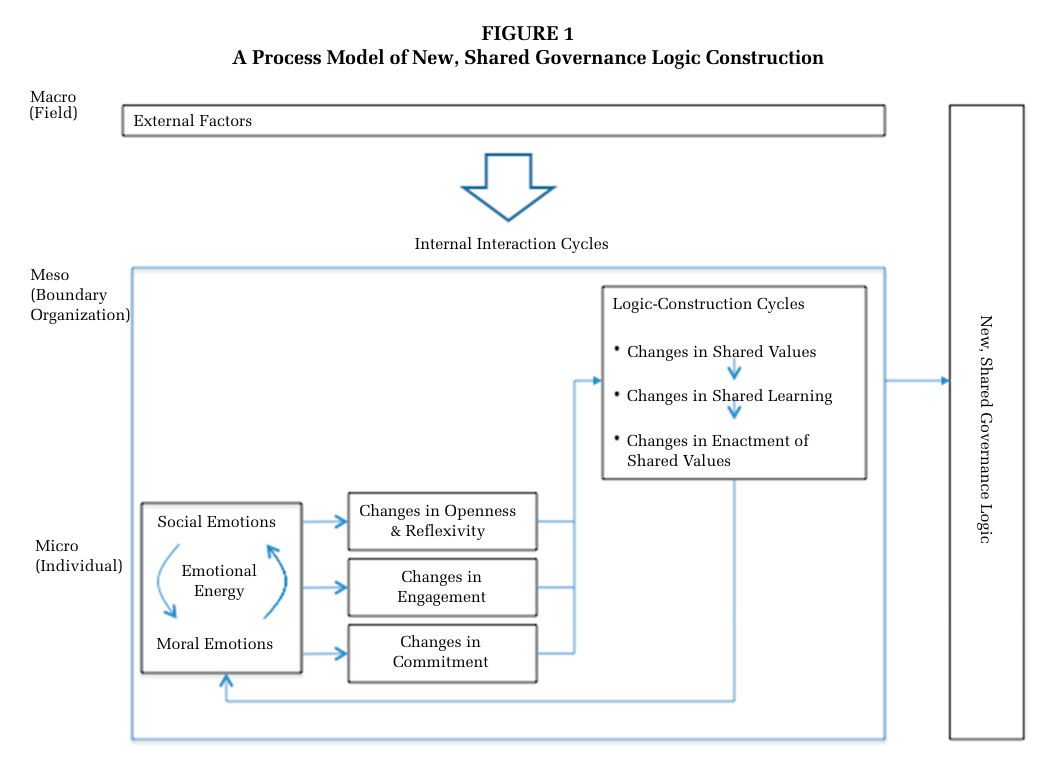 FIGURE 1
A Process Model of New, Shared Governance Logic Construction
Macro
(Field)
External Factors
Internal Interaction Cycles
Meso
(Boundary
Organization)
Logic-Construction Cycles
• Changes in Shared Values
• Changes in Shared Learning
• Changes in Enactment of
Shared Values
Micro
(Individual)
Social Emotions
Emotional
Energy
Moral Emotions
Changes in Openness
& Reflexivity
Changes in
Engagement
Changes in
Commitment
New, Shared Governance Logic